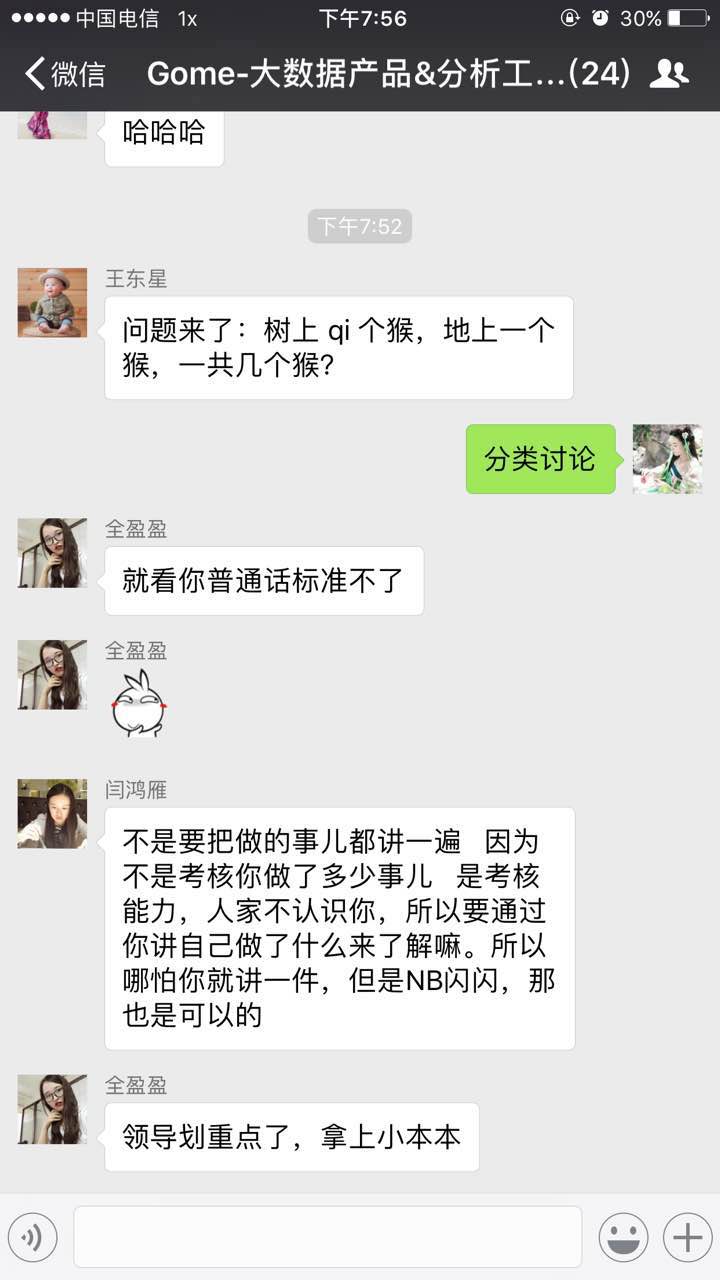 中国电信 1x 下午7:56 30%
微信 Gome-大数据产品&分析工...(24)
哈哈哈
下午7:52
王东星
问题来了：树上 qi 个猴，地上一个
猴，一共几个猴？
分类讨论
全盈盈
就看你普通话标准不了
全盈盈
闫鸿雁
不是要把做的事儿都讲一遍 因为
不是考核你做了多少事儿 是考核
能力，人家不认识你，所以要通过
你讲自己做了什么来了解嘛。所以
哪怕你就讲一件，但是NB闪闪，那
也是可以的
全盈盈
领导划重点了，拿上小本本